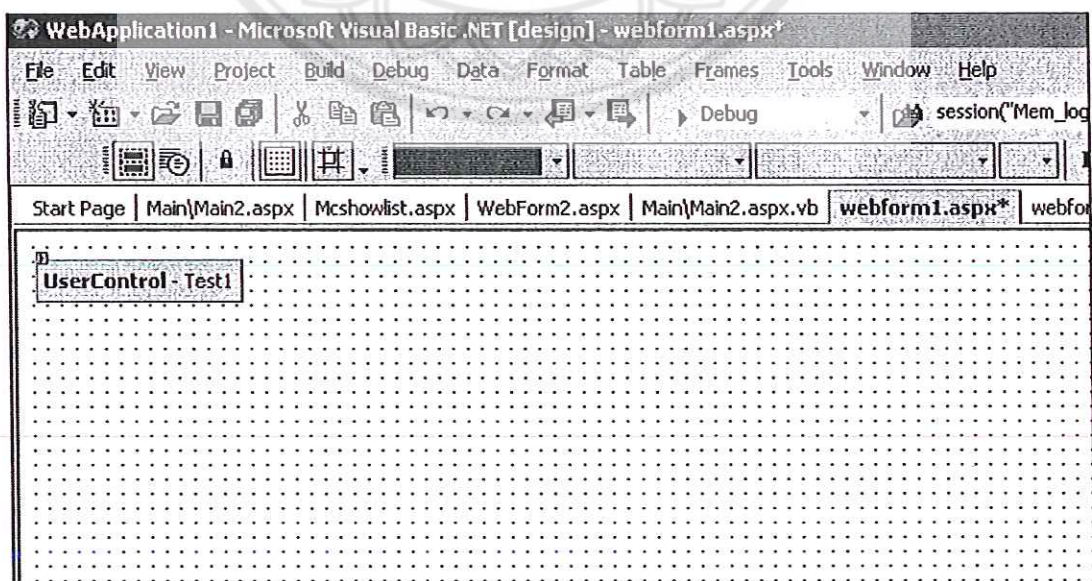 WebApplication1 - Microsoft Visual Basic .NET [design] - webform1.aspx*
File Edit View Project Build Debug Data Format Table Frames Tools Window Help
Debug session("Mem_log
Start Page Main\Main2.aspx Mcshowlist.aspx WebForm2.aspx Main\Main2.aspx.vb webform1.aspx* webfor
UserControl - Test1